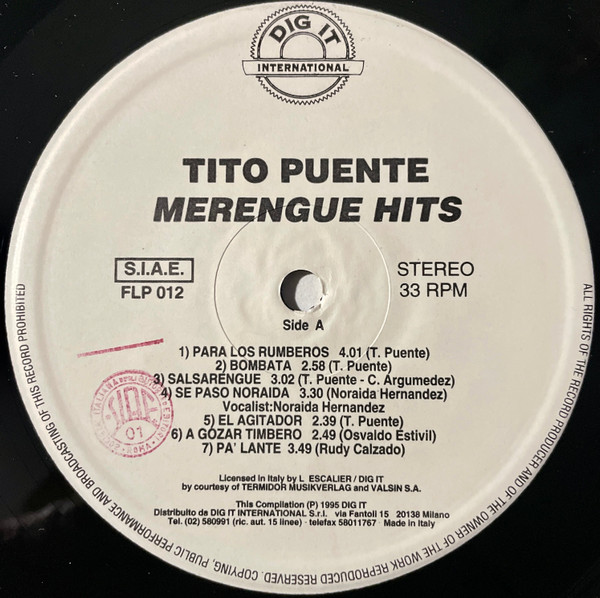 DIG IT
INTERNATIONAL
TITO PUENTE
MERENGUE HITS
S.I.A.E.
FLP 012
STEREO
33 RPM
Side A
1) PARA LOS RUMBEROS 4.01 (T. Puente)
2) BOMBATA 2.58 (T. Puente)
3) SALSARENGUE 3.02 (T. Puente - C. Argumedez)
4) SE PASO NORAIDA 3.30 (Noraida Hernandez)
Vocalist:Noraida Hernandez
5) EL AGITADOR 2.39 (T. Puente)
6) A GÓZAR TIMBERO 2.49 (Osvaldo Estivil)
7) PA' LANTE 3.49 (Rudy Calzado)
SIAE
01
ROMA
Licensed in Italy by L. ESCALIER / DIG IT
by courtesy of TERMIDOR MUSIKVERLAG and VALSIN S.A.
This Compilation (P) 1995 DIG IT
Distribuito da DIG IT INTERNATIONAL S.r.l. via Fantoli 15 20138 Milano
Tel. (02) 580991 (ric. aut. 15 linee) · telefax 58011767 · Made in Italy
ALL RIGHTS OF THE RECORD PRODUCER AND OF THE OWNER OF THE WORK REPRODUCED RESERVED. COPYING, PUBLIC PERFORMANCE AND BROADCASTING OF THIS RECORD PROHIBITED